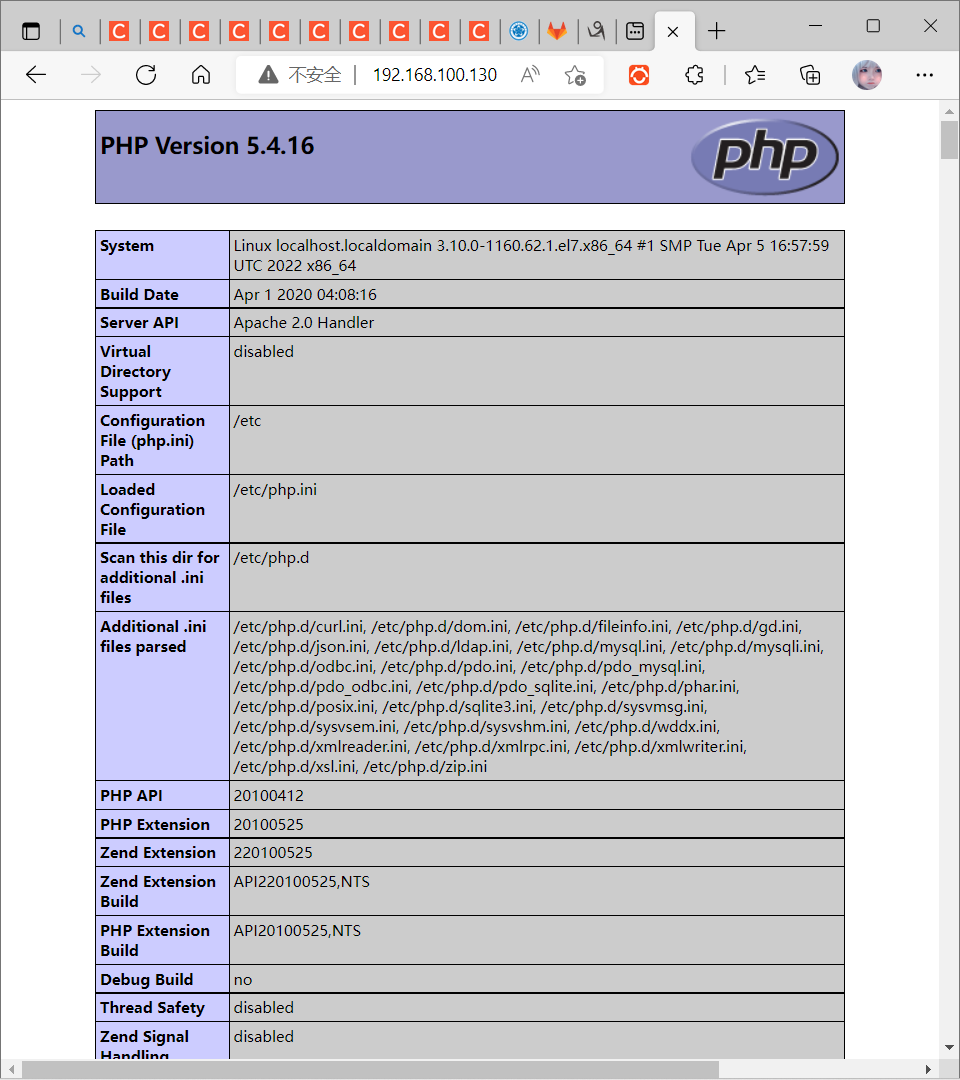 C C C C C C C C C C
不安全 192.168.100.130 A
PHP Version 5.4.16
php
System
Linux localhost.localdomain 3.10.0-1160.62.1.el7.x86_64 #1 SMP Tue Apr 5 16:57:59
UTC 2022 x86_64
Build Date
Apr 1 2020 04:08:16
Server API
Apache 2.0 Handler
Virtual
Directory
Support
disabled
Configuration
File (php.ini)
Path
/etc
Loaded
Configuration
File
/etc/php.ini
Scan this dir for
additional .ini
files
/etc/php.d
Additional .ini
files parsed
/etc/php.d/curl.ini, /etc/php.d/dom.ini, /etc/php.d/fileinfo.ini, /etc/php.d/gd.ini,
/etc/php.d/json.ini, /etc/php.d/ldap.ini, /etc/php.d/mysql.ini, /etc/php.d/mysqli.ini,
/etc/php.d/odbc.ini, /etc/php.d/pdo.ini, /etc/php.d/pdo_mysql.ini,
/etc/php.d/pdo_odbc.ini, /etc/php.d/pdo_sqlite.ini, /etc/php.d/phar.ini,
/etc/php.d/posix.ini, /etc/php.d/sqlite3.ini, /etc/php.d/sysvmsg.ini,
/etc/php.d/sysvsem.ini, /etc/php.d/sysvshm.ini, /etc/php.d/wddx.ini,
/etc/php.d/xmlreader.ini, /etc/php.d/xmlrpc.ini, /etc/php.d/xmlwriter.ini,
/etc/php.d/xsl.ini, /etc/php.d/zip.ini
PHP API
20100412
PHP Extension
20100525
Zend Extension
220100525
Zend Extension
Build
API220100525,NTS
PHP Extension
Build
API20100525,NTS
Debug Build
no
Thread Safety
disabled
Zend Signal
Handling
disabled